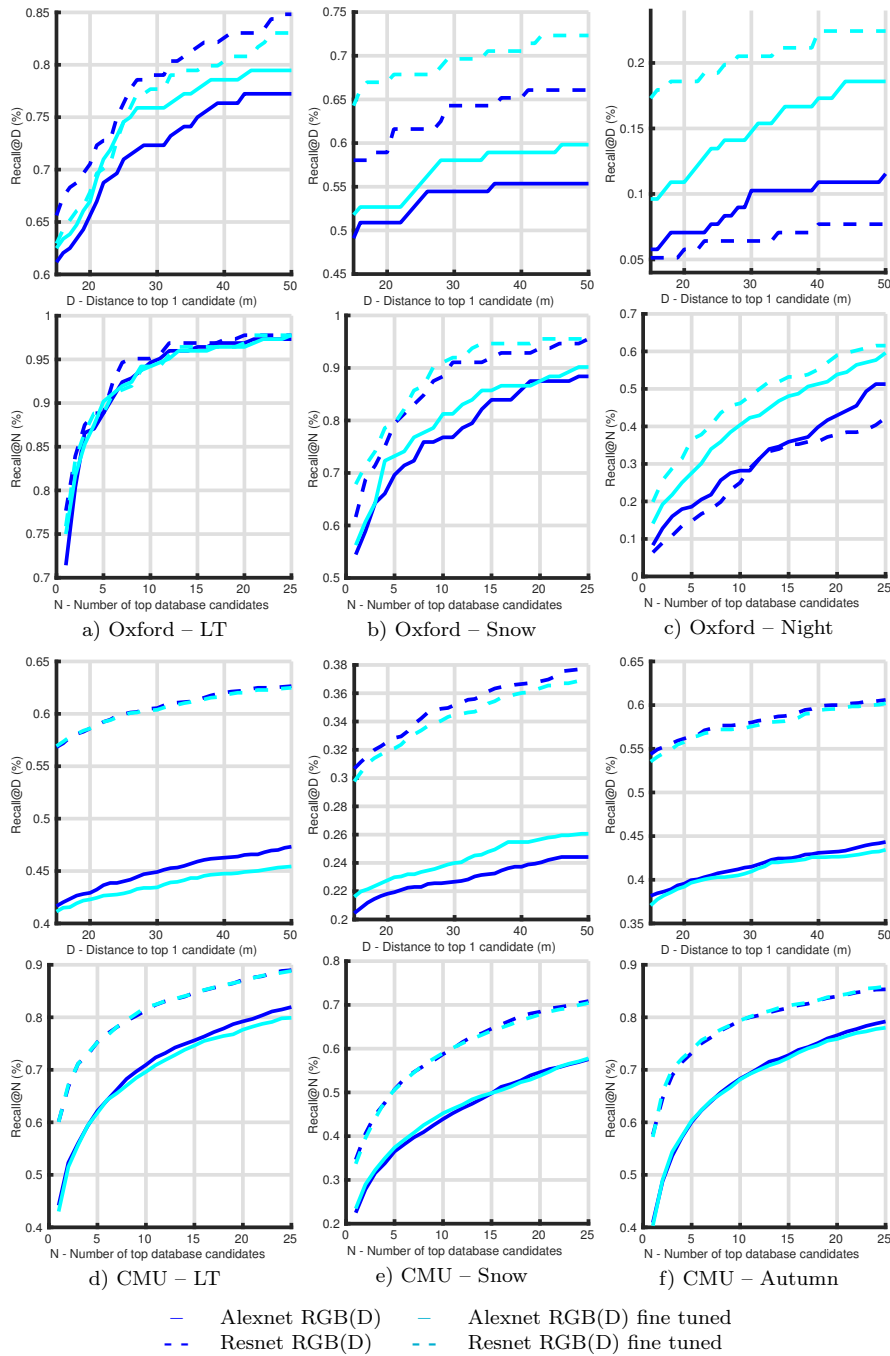 0.85
0.8
0.75
0.7
0.65
0.6
Recall@D (%)
20 30 40 50
D - Distance to top 1 candidate (m)
0.75
0.7
0.65
0.6
0.55
0.5
0.45
Recall@D (%)
20 30 40 50
D - Distance to top 1 candidate (m)
0.2
0.15
0.1
0.05
Recall@D (%)
20 30 40 50
D - Distance to top 1 candidate (m)
1
0.95
0.9
0.85
0.8
0.75
0.7
Recall@N (%)
0 5 10 15 20 25
N - Number of top database candidates
a) Oxford – LT
1
0.9
0.8
0.7
0.6
0.5
Recall@N (%)
0 5 10 15 20 25
N - Number of top database candidates
b) Oxford – Snow
0.7
0.6
0.5
0.4
0.3
0.2
0.1
0
Recall@N (%)
0 5 10 15 20 25
N - Number of top database candidates
c) Oxford – Night
0.65
0.6
0.55
0.5
0.45
0.4
Recall@D (%)
20 30 40 50
D - Distance to top 1 candidate (m)
0.38
0.36
0.34
0.32
0.3
0.28
0.26
0.24
0.22
0.2
Recall@D (%)
20 30 40 50
D - Distance to top 1 candidate (m)
0.65
0.6
0.55
0.5
0.45
0.4
0.35
Recall@D (%)
20 30 40 50
D - Distance to top 1 candidate (m)
0.9
0.8
0.7
0.6
0.5
0.4
Recall@N (%)
0 5 10 15 20 25
N - Number of top database candidates
d) CMU – LT
0.8
0.7
0.6
0.5
0.4
0.3
0.2
Recall@N (%)
0 5 10 15 20 25
N - Number of top database candidates
e) CMU – Snow
0.9
0.8
0.7
0.6
0.5
0.4
Recall@N (%)
0 5 10 15 20 25
N - Number of top database candidates
f) CMU – Autumn
Alexnet RGB(D) Alexnet RGB(D) fine tuned
Resnet RGB(D) Resnet RGB(D) fine tuned